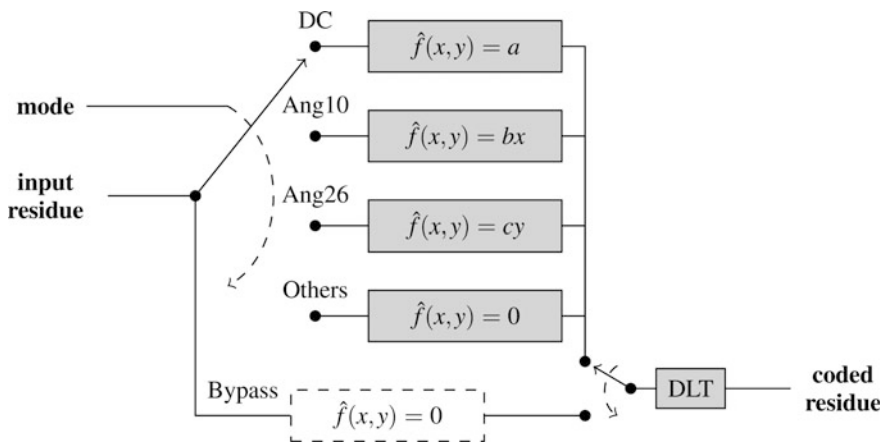 DC
f̂(x, y) = a
mode
Ang10
f̂(x, y) = bx
input
residue
Ang26
f̂(x, y) = cy
Others
f̂(x, y) = 0
Bypass
f̂(x, y) = 0
DLT
coded
residue